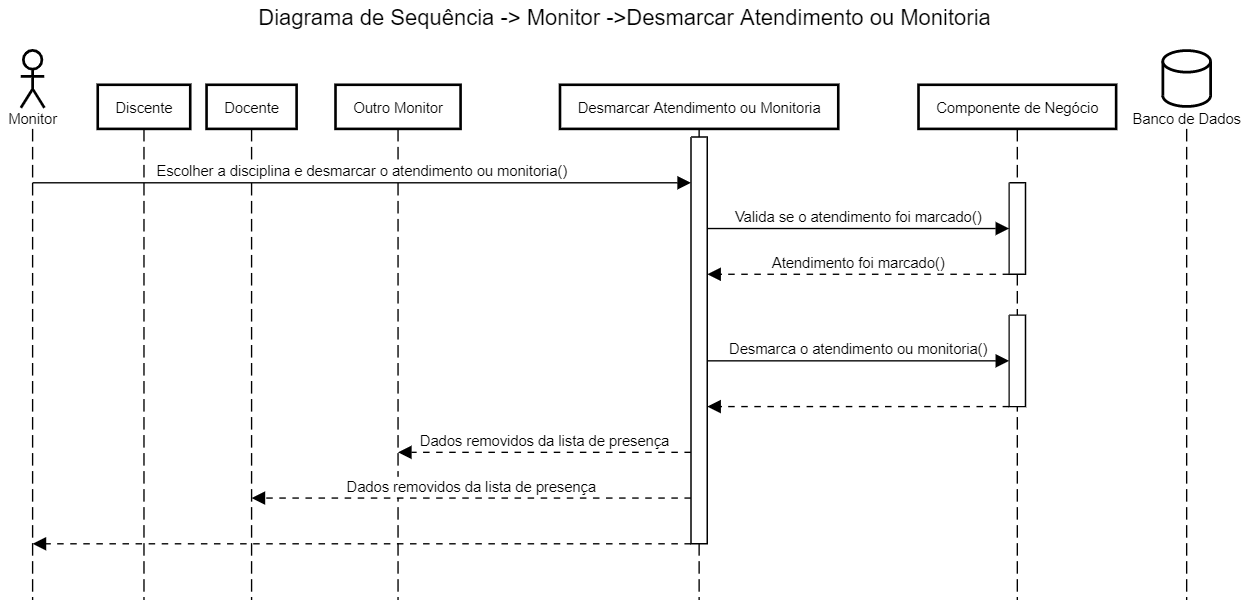 Diagrama de Sequência -> Monitor ->Desmarcar Atendimento ou Monitoria
Monitor
Discente
Docente
Outro Monitor
Desmarcar Atendimento ou Monitoria
Componente de Negócio
Banco de Dados
Escolher a disciplina e desmarcar o atendimento ou monitoria()
Valida se o atendimento foi marcado()
Atendimento foi marcado()
Desmarca o atendimento ou monitoria()
Dados removidos da lista de presença
Dados removidos da lista de presença